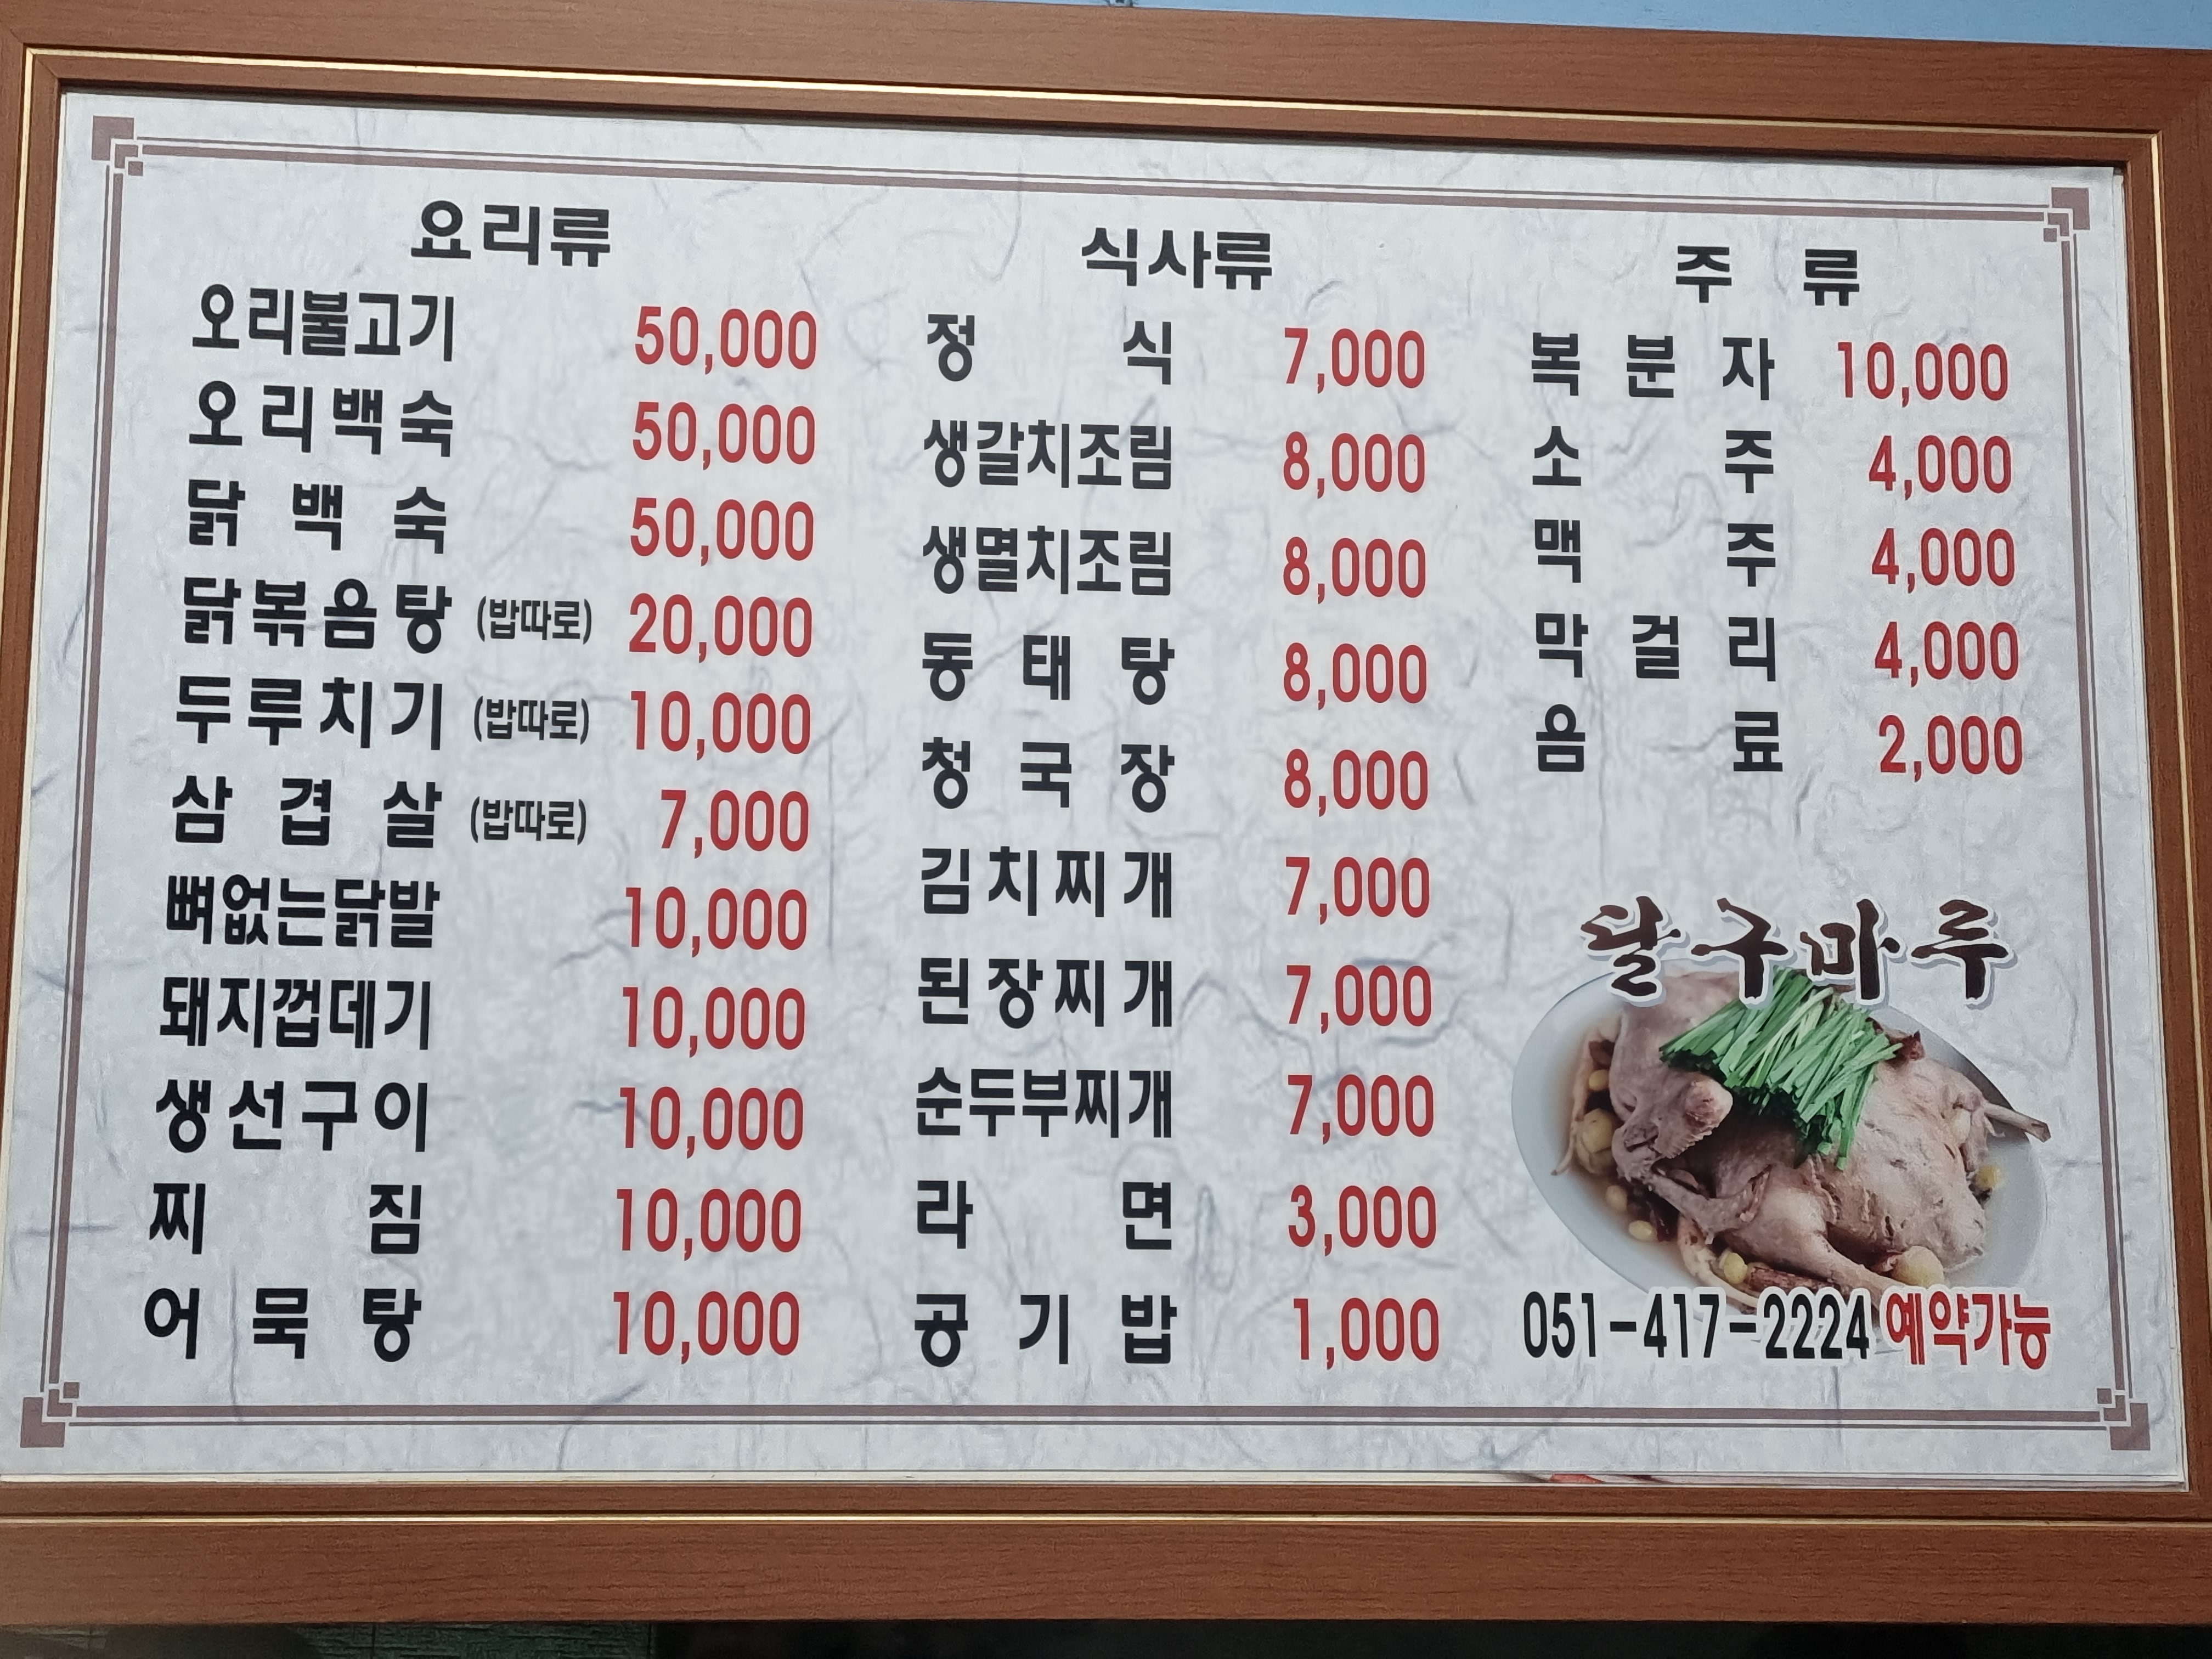 요리류
오리불고기 50,000
오리백숙 50,000
닭백숙 50,000
닭볶음탕 (밥따로) 20,000
두루치기 (밥따로) 10,000
삼겹살 (밥따로) 7,000
뼈없는닭발 10,000
돼지껍데기 10,000
생선구이 10,000
찌짐 10,000
어묵탕 10,000
식사류
정식 7,000
생갈치조림 8,000
생멸치조림 8,000
동태탕 8,000
청국장 8,000
김치찌개 7,000
된장찌개 7,000
순두부찌개 7,000
라면 3,000
공기밥 1,000
주류
복분자 10,000
소주 4,000
맥주 4,000
막걸리 4,000
음료 2,000
달구마루
051-417-2224 예약가능